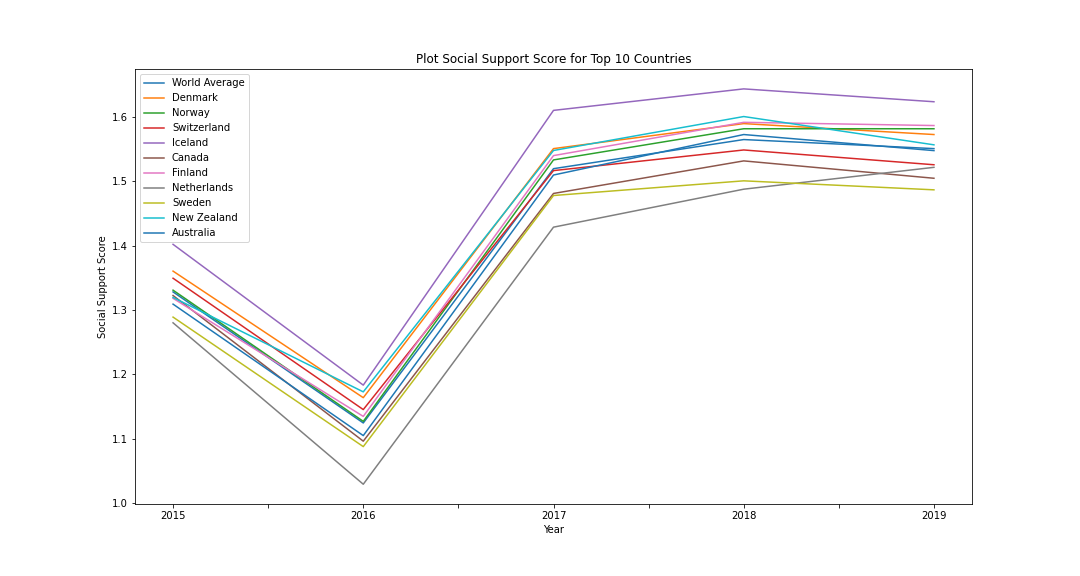 Plot Social Support Score for Top 10 Countries
World Average
Denmark
Norway
Switzerland
Iceland
Canada
Finland
Netherlands
Sweden
New Zealand
Australia
Social Support Score
1.6
1.5
1.4
1.3
1.2
1.1
1.0
2015 2016 2017 2018 2019
Year